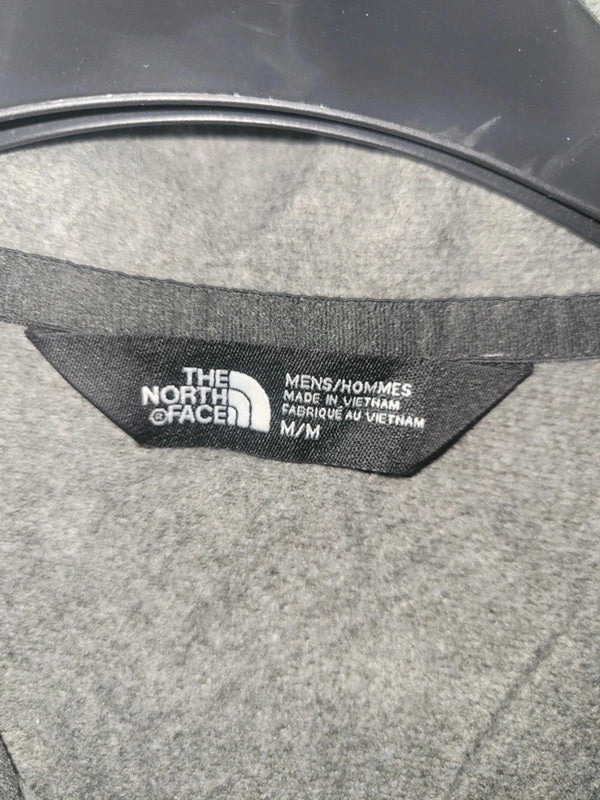 THE
NORTH
®FACE
MENS/HOMMES
MADE IN VIETNAM
FABRIQUÉ AU VIETNAM
M/M